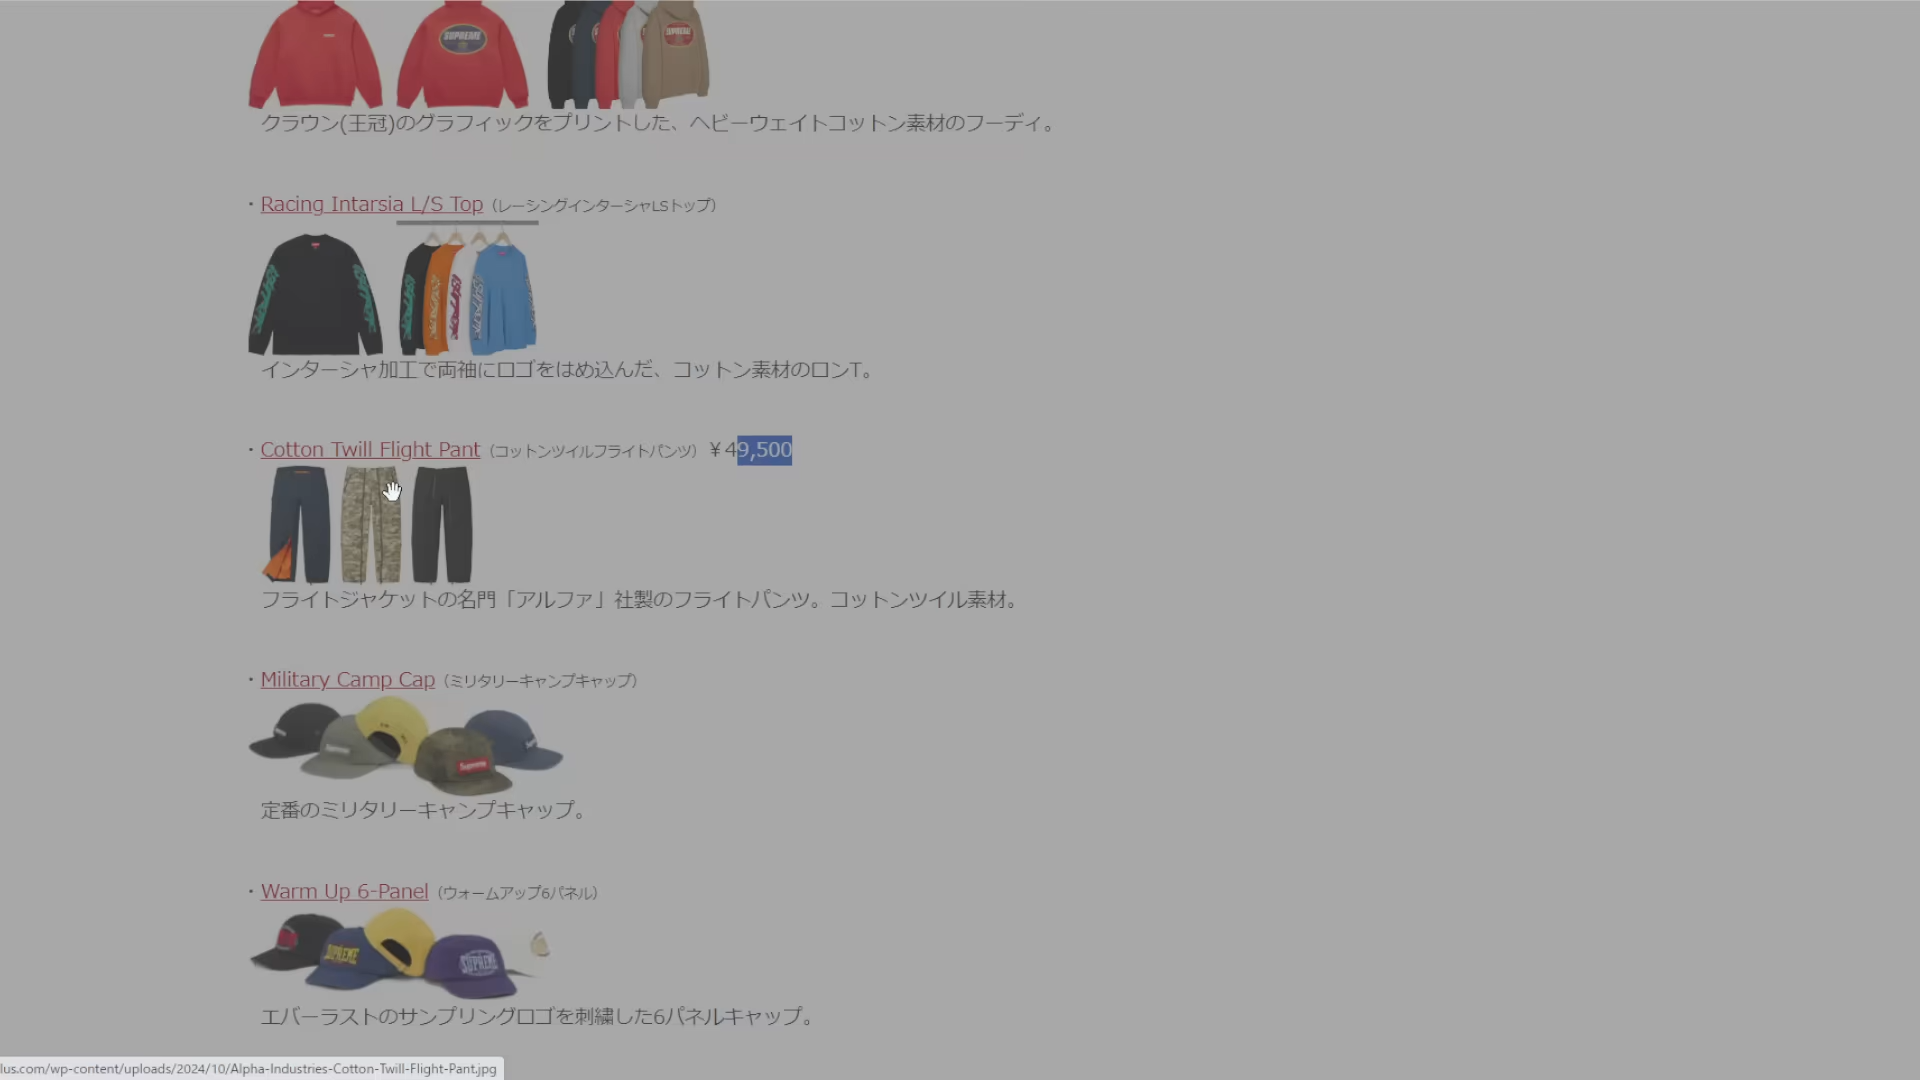 SUPREME
SUPREME
クラウン(王冠)のグラフィックをプリントした、ヘビーウェイトコットン素材のフーディ。
・Racing Intarsia L/S Top（レーシングインターシャLSトップ）
インターシャ加工で両袖にロゴをはめ込んだ、コットン素材のロンT。
・Cotton Twill Flight Pant（コットンツイルフライトパンツ）￥49,500
フライトジャケットの名門「アルファ」社製のフライトパンツ。コットンツイル素材。
・Military Camp Cap（ミリタリーキャンプキャップ）
Supreme
Supreme
定番のミリタリーキャンプキャップ。
・Warm Up 6-Panel（ウォームアップ6パネル）
SUPREME
SUPREME
エバーラストのサンプリングロゴを刺繍した6パネルキャップ。
lus.com/wp-content/uploads/2024/10/Alpha-Industries-Cotton-Twill-Flight-Pant.jpg